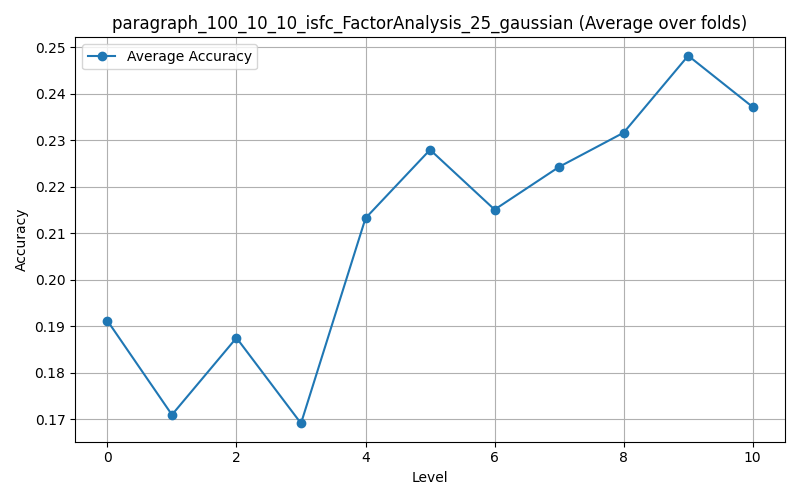 paragraph_100_10_10_isfc_FactorAnalysis_25_gaussian (Average over folds)
Average Accuracy
0.25
0.24
0.23
0.22
0.21
0.20
0.19
0.18
0.17
Accuracy
0 2 4 6 8 10
Level